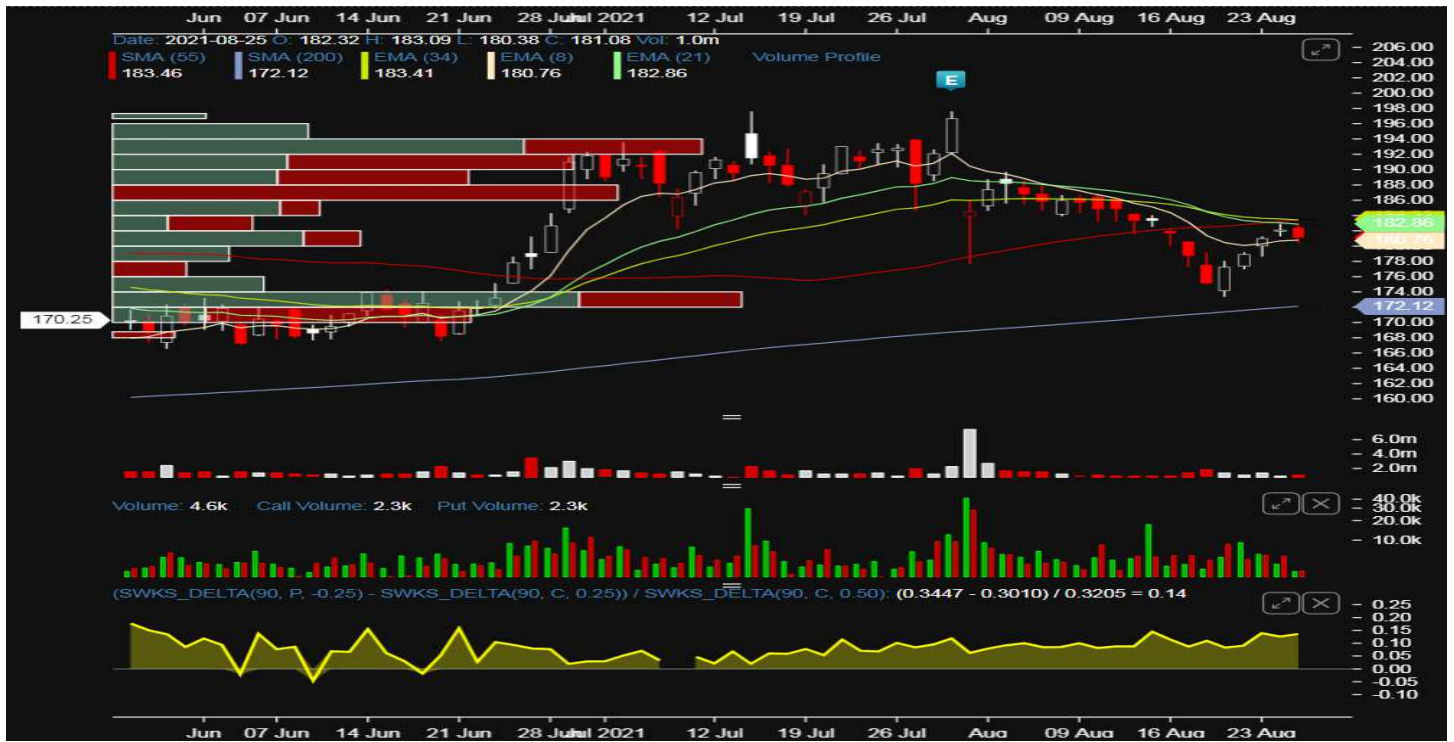 Jun 07 Jun 14 Jun 21 Jun 28 Jun Jul 2021 12 Jul 19 Jul 26 Jul Aug 09 Aug 16 Aug 23 Aug
Date: 2021-08-25 O: 182.32 H: 183.09 L: 180.38 C: 181.08 Vol: 1.0m
SMA (55) SMA (200) EMA (34) EMA (8) EMA (21) Volume Profile
183.46 172.12 183.41 180.76 182.86
E
206.00
204.00
202.00
200.00
198.00
196.00
194.00
192.00
190.00
188.00
186.00
182.86
180.76
178.00
176.00
174.00
172.12
170.00
168.00
166.00
164.00
162.00
160.00
170.25
6.0m
4.0m
2.0m
Volume: 4.6k Call Volume: 2.3k Put Volume: 2.3k
40.0k
30.0k
20.0k
10.0k
(SWKS_DELTA(90, P, -0.25) - SWKS_DELTA(90, C, 0.25)) / SWKS_DELTA(90, C, 0.50): (0.3447 - 0.3010) / 0.3205 = 0.14
0.25
0.20
0.15
0.10
0.05
0.00
-0.05
-0.10
Jun 07 Jun 14 Jun 21 Jun 28 Jun Jul 2021 12 Jul 19 Jul 26 Jul Aug 09 Aug 16 Aug 23 Aug